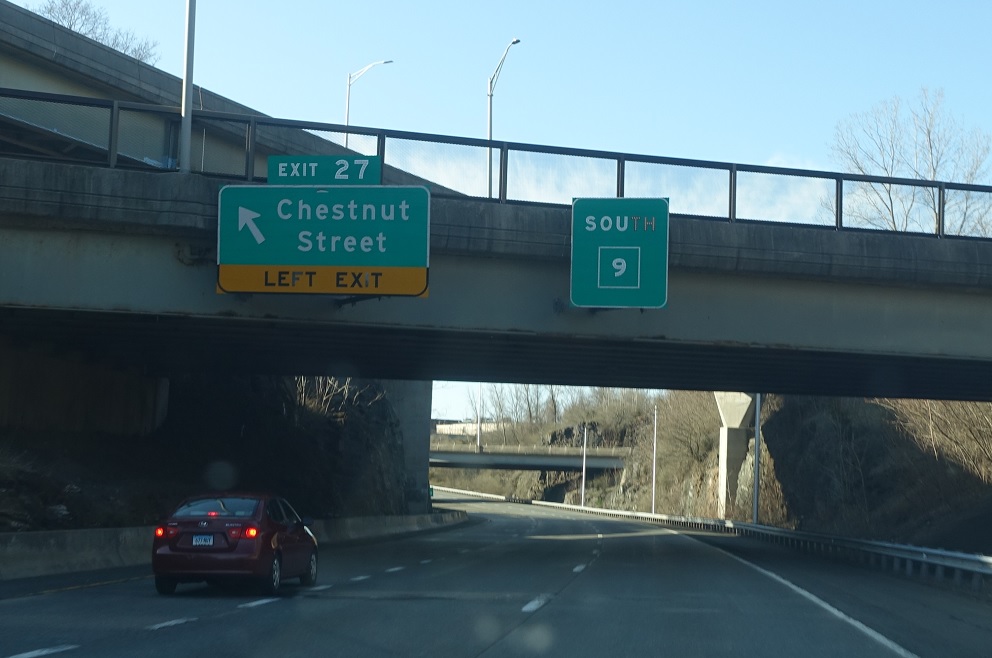 EXIT 27
Chestnut
Street
LEFT EXIT
SOUTH
9